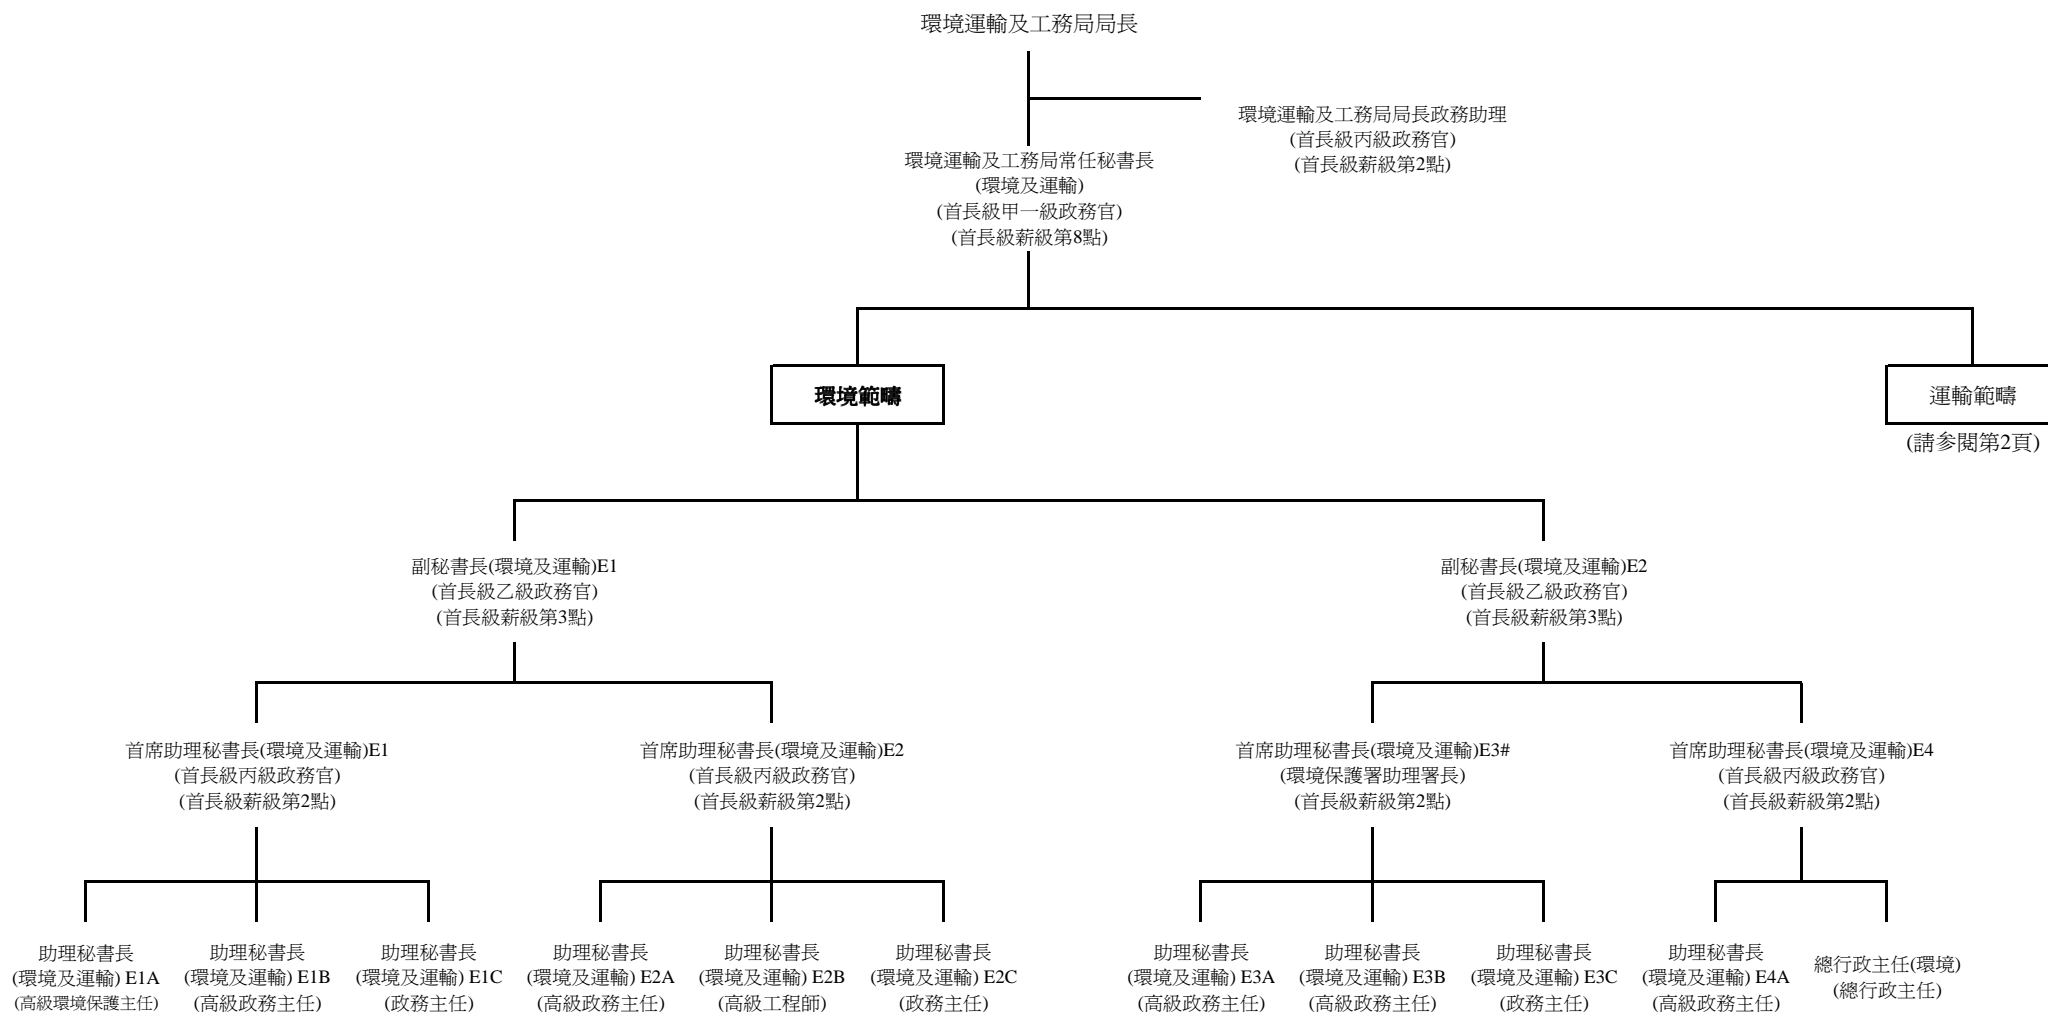 環境運輸及工務局局長
環境運輸及工務局局長政務助理
(首長級丙級政務官)
(首長級薪級第2點)
環境運輸及工務局常任秘書長
(環境及運輸)
(首長級甲一級政務官)
(首長級薪級第8點)
環境範疇
運輸範疇
(請參閱第2頁)
副秘書長(環境及運輸)E1
(首長級乙級政務官)
(首長級薪級第3點)
副秘書長(環境及運輸)E2
(首長級乙級政務官)
(首長級薪級第3點)
首席助理秘書長(環境及運輸)E1
(首長級丙級政務官)
(首長級薪級第2點)
首席助理秘書長(環境及運輸)E2
(首長級丙級政務官)
(首長級薪級第2點)
首席助理秘書長(環境及運輸)E3#
(環境保護署助理署長)
(首長級薪級第2點)
首席助理秘書長(環境及運輸)E4
(首長級丙級政務官)
(首長級薪級第2點)
助理秘書長
(環境及運輸) E1A
(高級環境保護主任)
助理秘書長
(環境及運輸) E1B
(高級政務主任)
助理秘書長
(環境及運輸) E1C
(政務主任)
助理秘書長
(環境及運輸) E2A
(高級政務主任)
助理秘書長
(環境及運輸) E2B
(高級工程師)
助理秘書長
(環境及運輸) E2C
(政務主任)
助理秘書長
(環境及運輸) E3A
(高級政務主任)
助理秘書長
(環境及運輸) E3B
(高級政務主任)
助理秘書長
(環境及運輸) E3C
(政務主任)
助理秘書長
(環境及運輸) E4A
(高級政務主任)
總行政主任(環境)
(總行政主任)